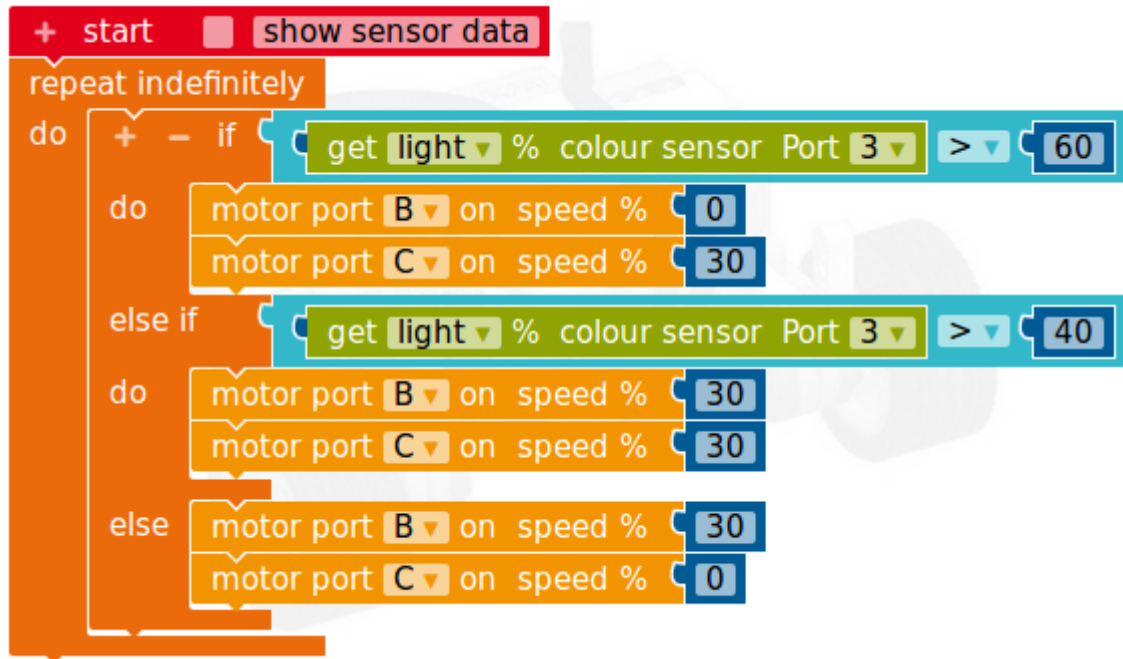 + start show sensor data
repeat indefinitely
do + − if get light ▾ % colour sensor Port 3 ▾ > ▾ 60
do motor port B ▾ on speed % 0
motor port C ▾ on speed % 30
else if get light ▾ % colour sensor Port 3 ▾ > ▾ 40
do motor port B ▾ on speed % 30
motor port C ▾ on speed % 30
else motor port B ▾ on speed % 30
motor port C ▾ on speed % 0